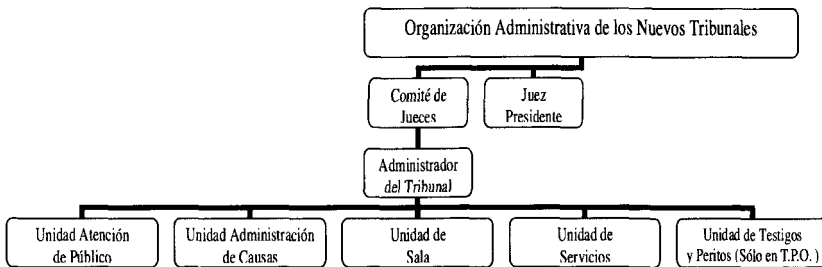 Organización Administrativa de los Nuevos Tribunales
Comité de
Jueces
Juez
Presidente
Administrador
del Tribunal
Unidad Atención
de Público
Unidad Administración
de Causas
Unidad de
Sala
Unidad de
Servicios
Unidad de Testigos
y Peritos (Sólo en T.P.O. )